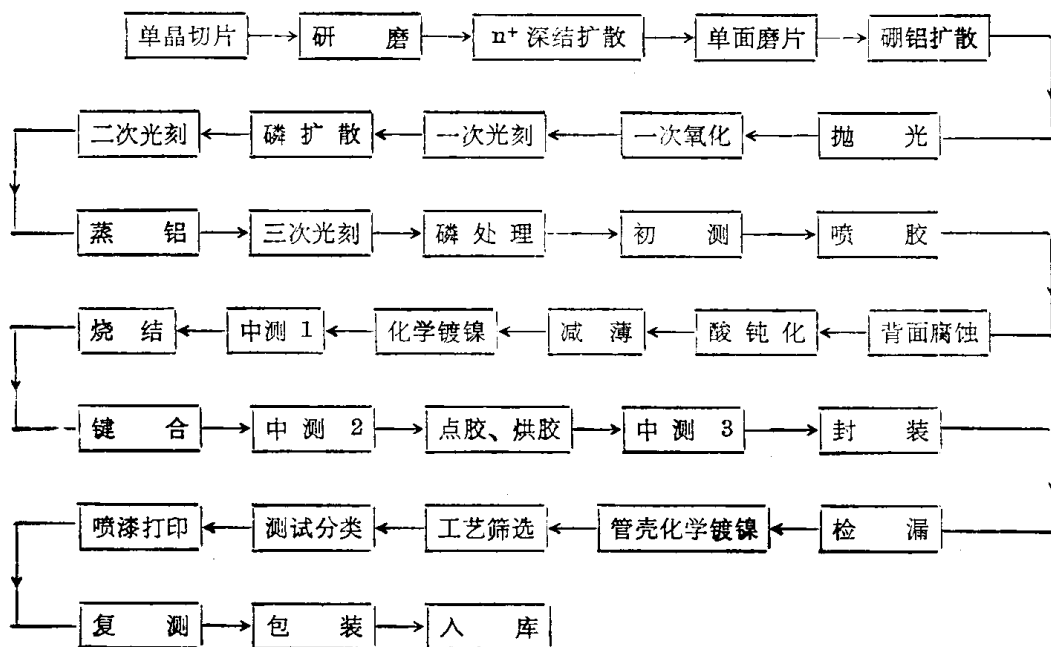 单晶切片 研磨 n+深结扩散 单面磨片 硼铝扩散
二次光刻 磷扩散 一次光刻 一次氧化 抛光
蒸铝 三次光刻 磷处理 初测 喷胶
烧结 中测1 化学镀镍 减薄 酸钝化 背面腐蚀
键合 中测2 点胶、烘胶 中测3 封装
喷漆打印 测试分类 工艺筛选 管壳化学镀镍 检漏
复测 包装 入库